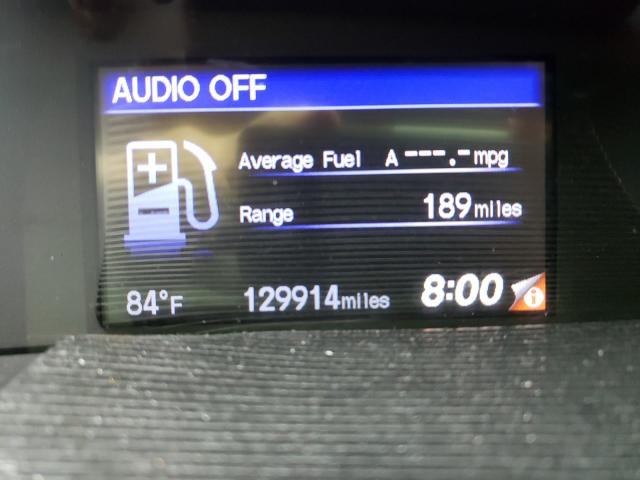 AUDIO OFF
Average Fuel A ---.- mpg
Range 189 miles
84°F 129914 miles 8:00 i